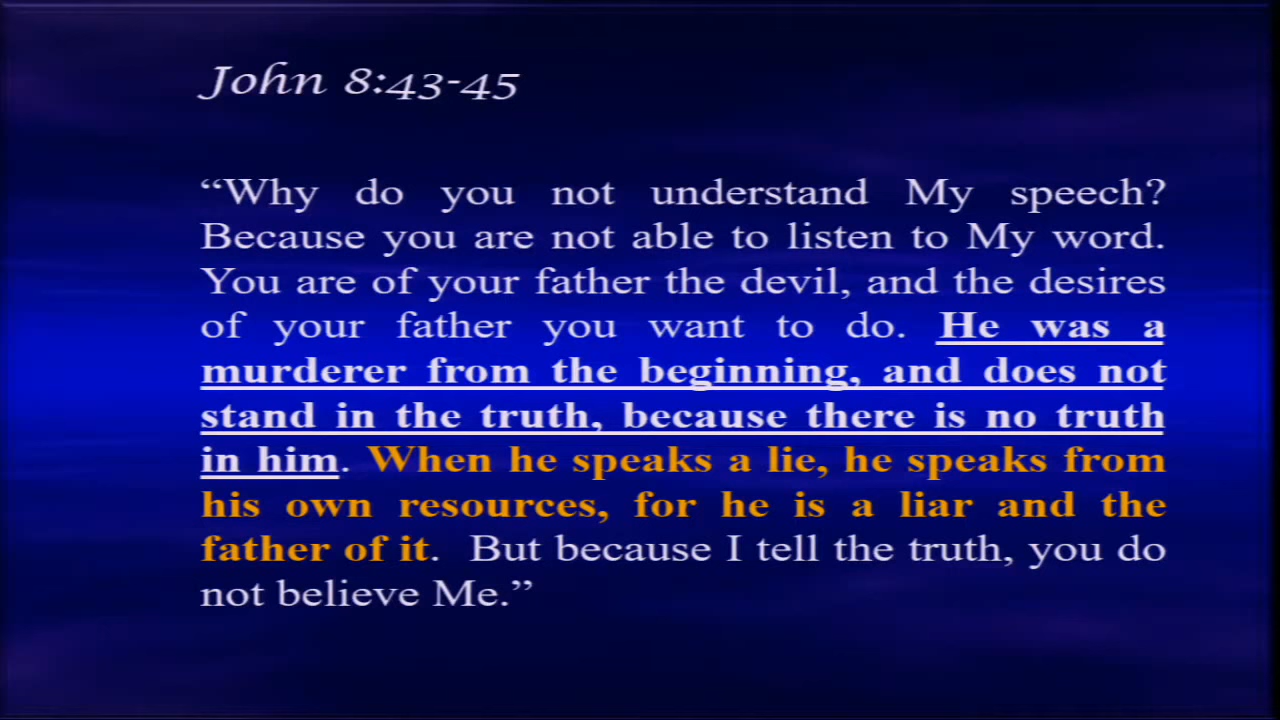 John 8:43-45
“Why do you not understand My speech?
Because you are not able to listen to My word.
You are of your father the devil, and the desires
of your father you want to do. He was a
murderer from the beginning, and does not
stand in the truth, because there is no truth
in him. When he speaks a lie, he speaks from
his own resources, for he is a liar and the
father of it.  But because I tell the truth, you do
not believe Me.”